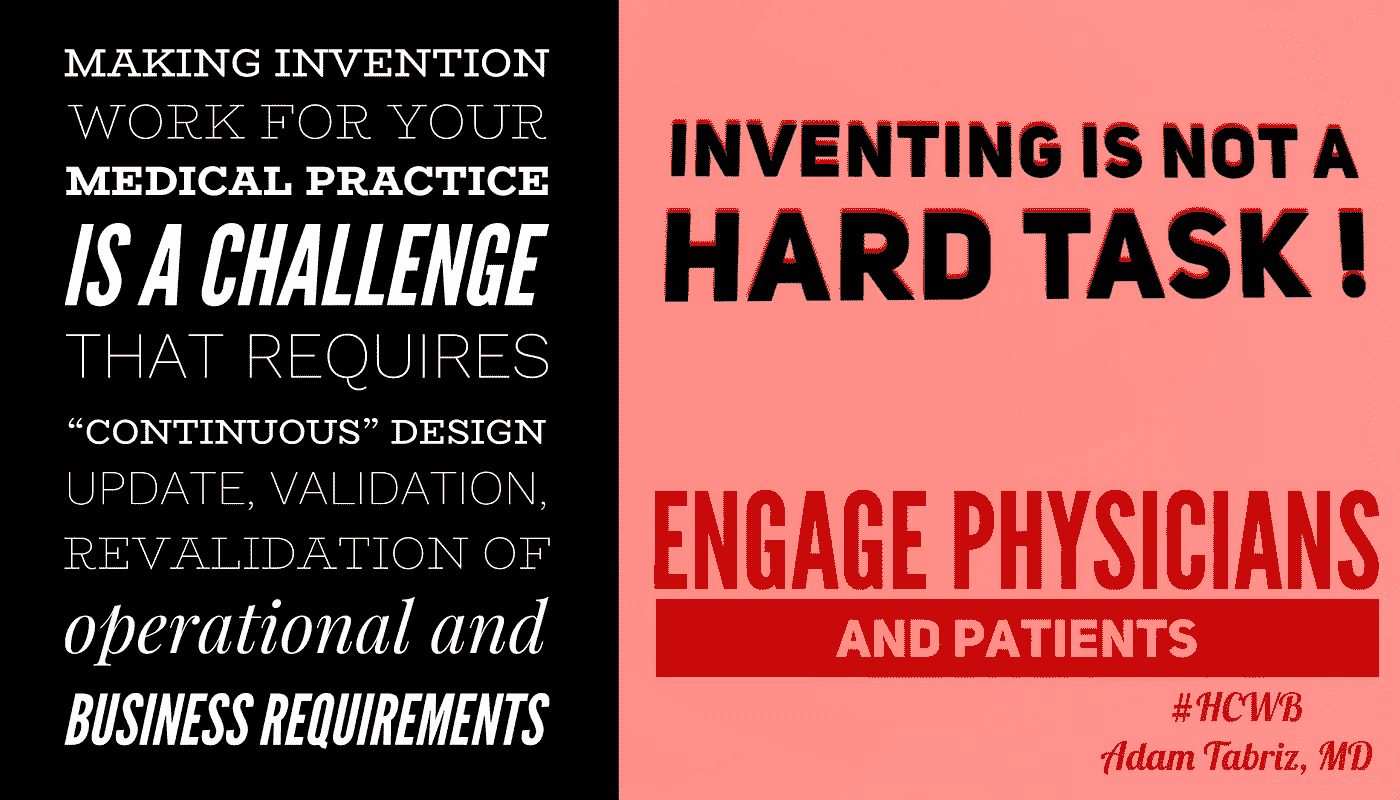 MAKING INVENTION
WORK FOR YOUR
MEDICAL PRACTICE
IS A CHALLENGE
THAT REQUIRES
“CONTINUOUS” DESIGN
UPDATE, VALIDATION,
REVALIDATION OF
operational and
BUSINESS REQUIREMENTS
INVENTING IS NOT A
HARD TASK !
ENGAGE PHYSICIANS
AND PATIENTS
#HCWB
Adam Tabriz, MD